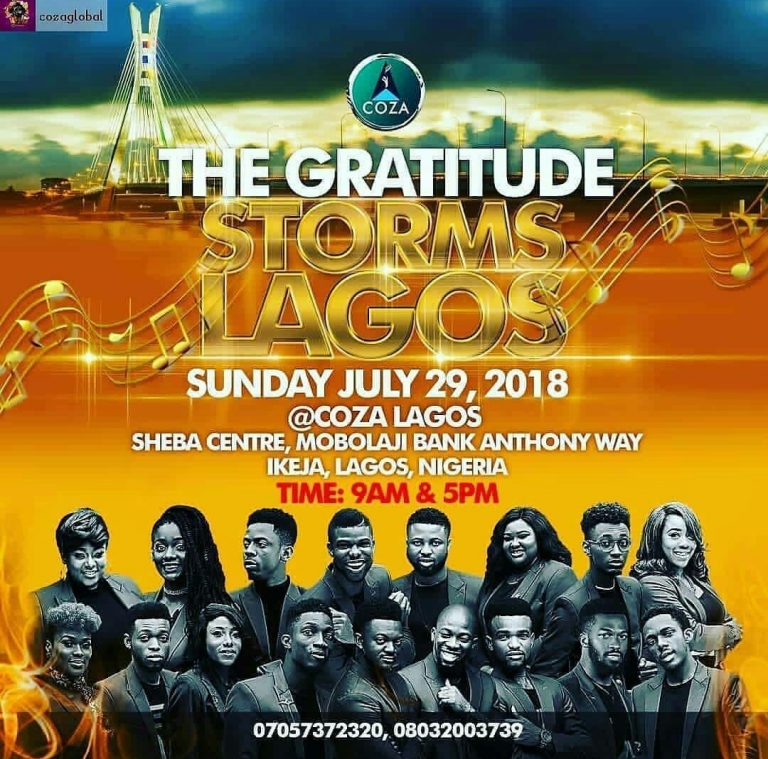 cozaglobal
COZA
THE GRATITUDE
STORMS
LAGOS
SUNDAY JULY 29, 2018
@COZA LAGOS
SHEBA CENTRE, MOBOLAJI BANK ANTHONY WAY
IKEJA, LAGOS, NIGERIA
TIME: 9AM & 5PM
07057372320, 08032003739